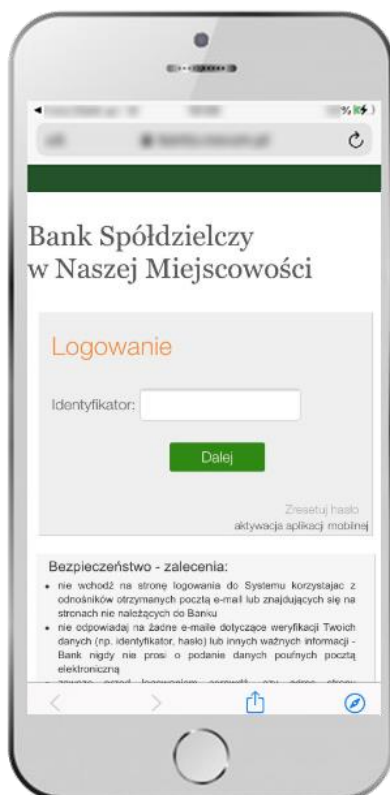 Bank Spółdzielczy
w Naszej Miejscowości
Logowanie
Identyfikator:
Dalej
Zresetuj hasło
aktywacja aplikacji mobilnej
Bezpieczeństwo - zalecenia:
• nie wchodź na stronę logowania do Systemu korzystając z
odnośników otrzymanych pocztą e-mail lub znajdujących się na
stronach nie należących do Banku
• nie odpowiadaj na żadne e-maile dotyczące weryfikacji Twoich
danych (np. identyfikator, hasło) lub innych ważnych informacji -
Bank nigdy nie prosi o podanie danych poufnych pocztą
elektroniczną